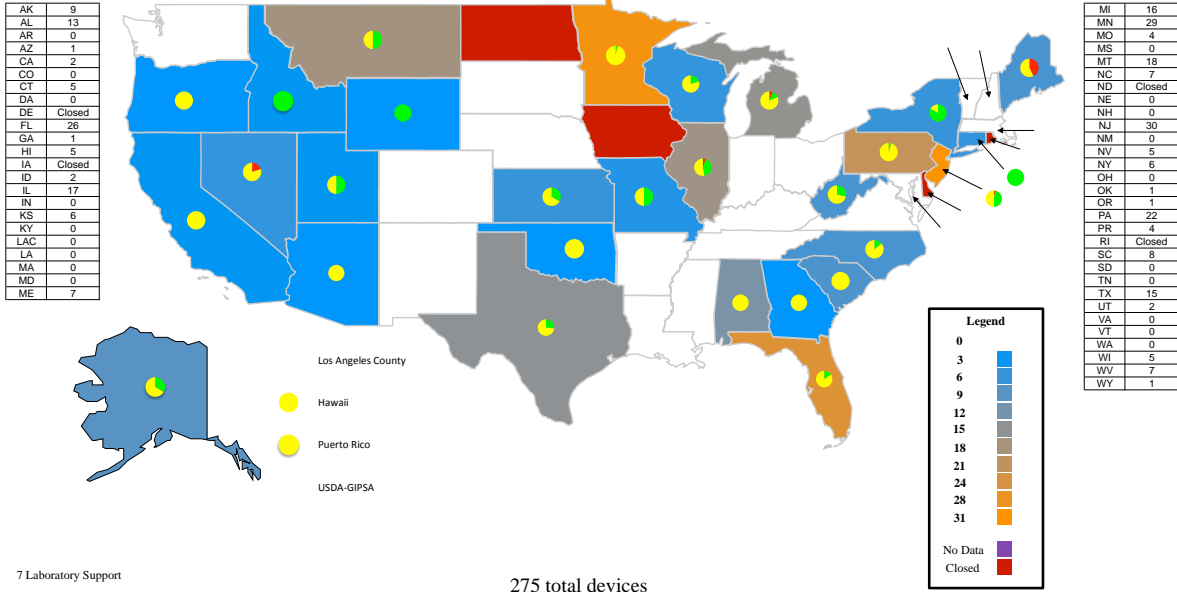 AK 9
AL 13
AR 0
AZ 1
CA 2
CO 0
CT 5
DA 0
DE Closed
FL 26
GA 1
HI 5
IA Closed
ID 2
IL 17
IN 0
KS 6
KY 0
LAC 0
LA 0
MA 0
MD 0
ME 7
MI 16
MN 29
MO 4
MS 0
MT 18
NC 7
ND Closed
NE 0
NH 0
NJ 30
NM 0
NV 5
NY 6
OH 0
OK 1
OR 1
PA 22
PR 4
RI Closed
SC 8
SD 0
TN 0
TX 15
UT 2
VA 0
VT 0
WA 0
WI 5
WV 7
WY 1
Los Angeles County
Hawaii
Puerto Rico
USDA-GIPSA
Legend
0
3
6
9
12
15
18
21
24
28
31
No Data
Closed
7 Laboratory Support
275 total devices